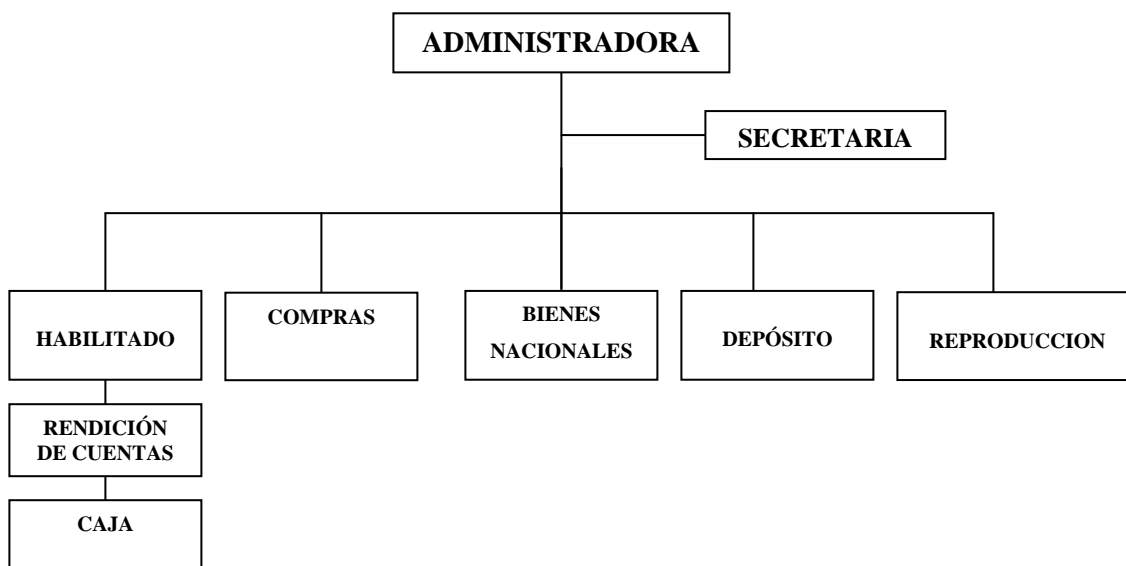 ADMINISTRADORA
SECRETARIA
HABILITADO
COMPRAS
BIENES
NACIONALES
DEPÓSITO
REPRODUCCION
RENDICIÓN
DE CUENTAS
CAJA